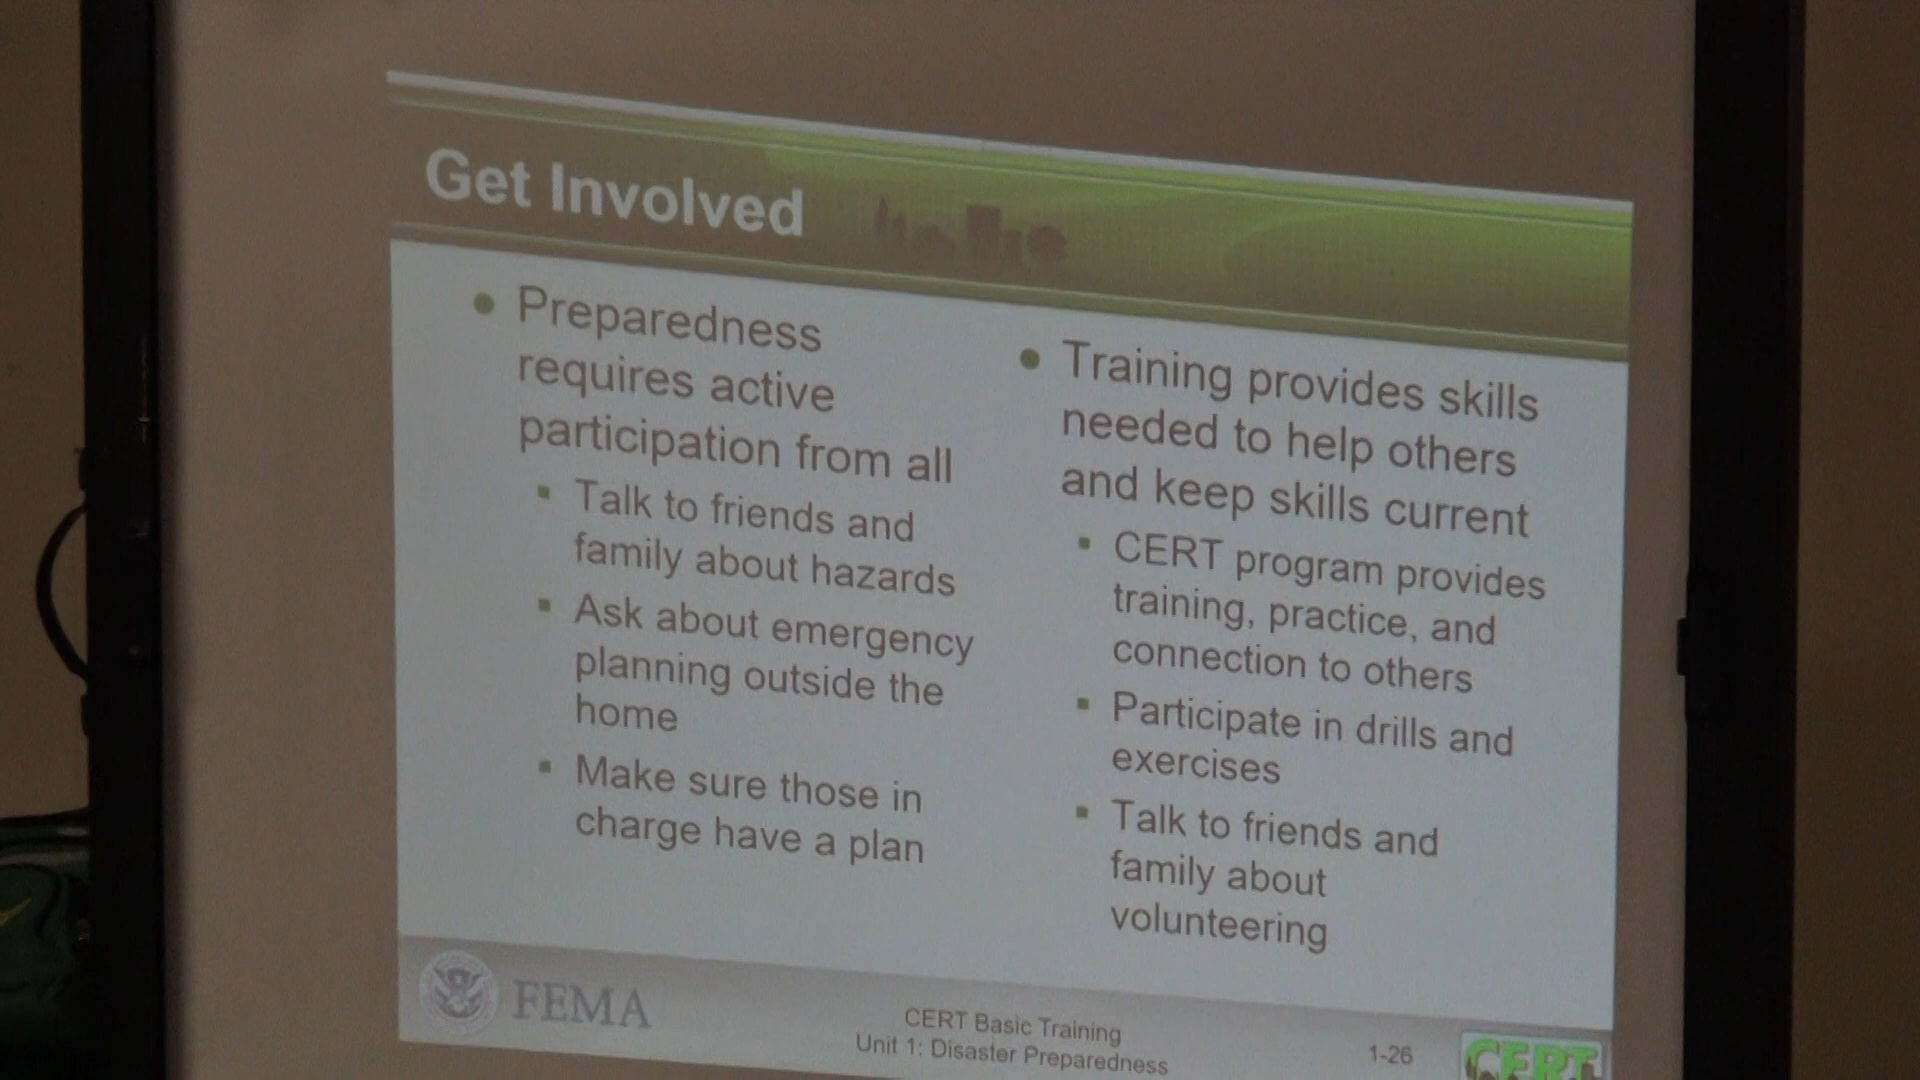 Get Involved
• Preparedness
requires active
participation from all
▪ Talk to friends and
family about hazards
▪ Ask about emergency
planning outside the
home
▪ Make sure those in
charge have a plan
• Training provides skills
needed to help others
and keep skills current
▪ CERT program provides
training, practice, and
connection to others
▪ Participate in drills and
exercises
▪ Talk to friends and
family about
volunteering
FEMA
CERT Basic Training
Unit 1: Disaster Preparedness
1-26
CERT